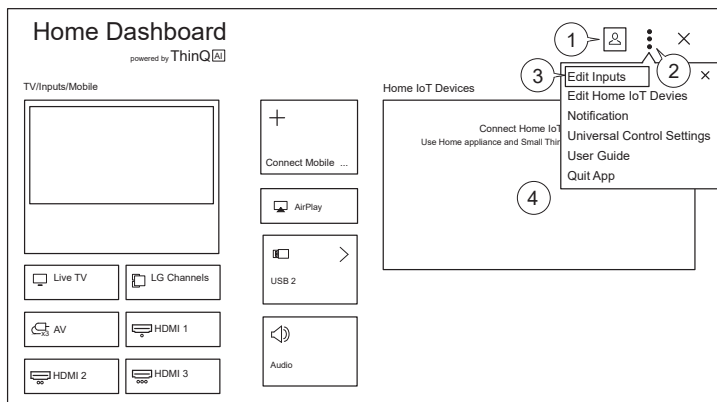 Home Dashboard
powered by ThinQ AI
1
2
3
Edit Inputs
Edit Home IoT Devies
Notification
Universal Control Settings
User Guide
Quit App
TV/Inputs/Mobile
Connect Mobile ...
AirPlay
USB 2
Audio
Live TV
LG Channels
AV
x3
HDMI 1
HDMI 2
HDMI 3
Home IoT Devices
Connect Home IoT
Use Home appliance and Small Thin
4